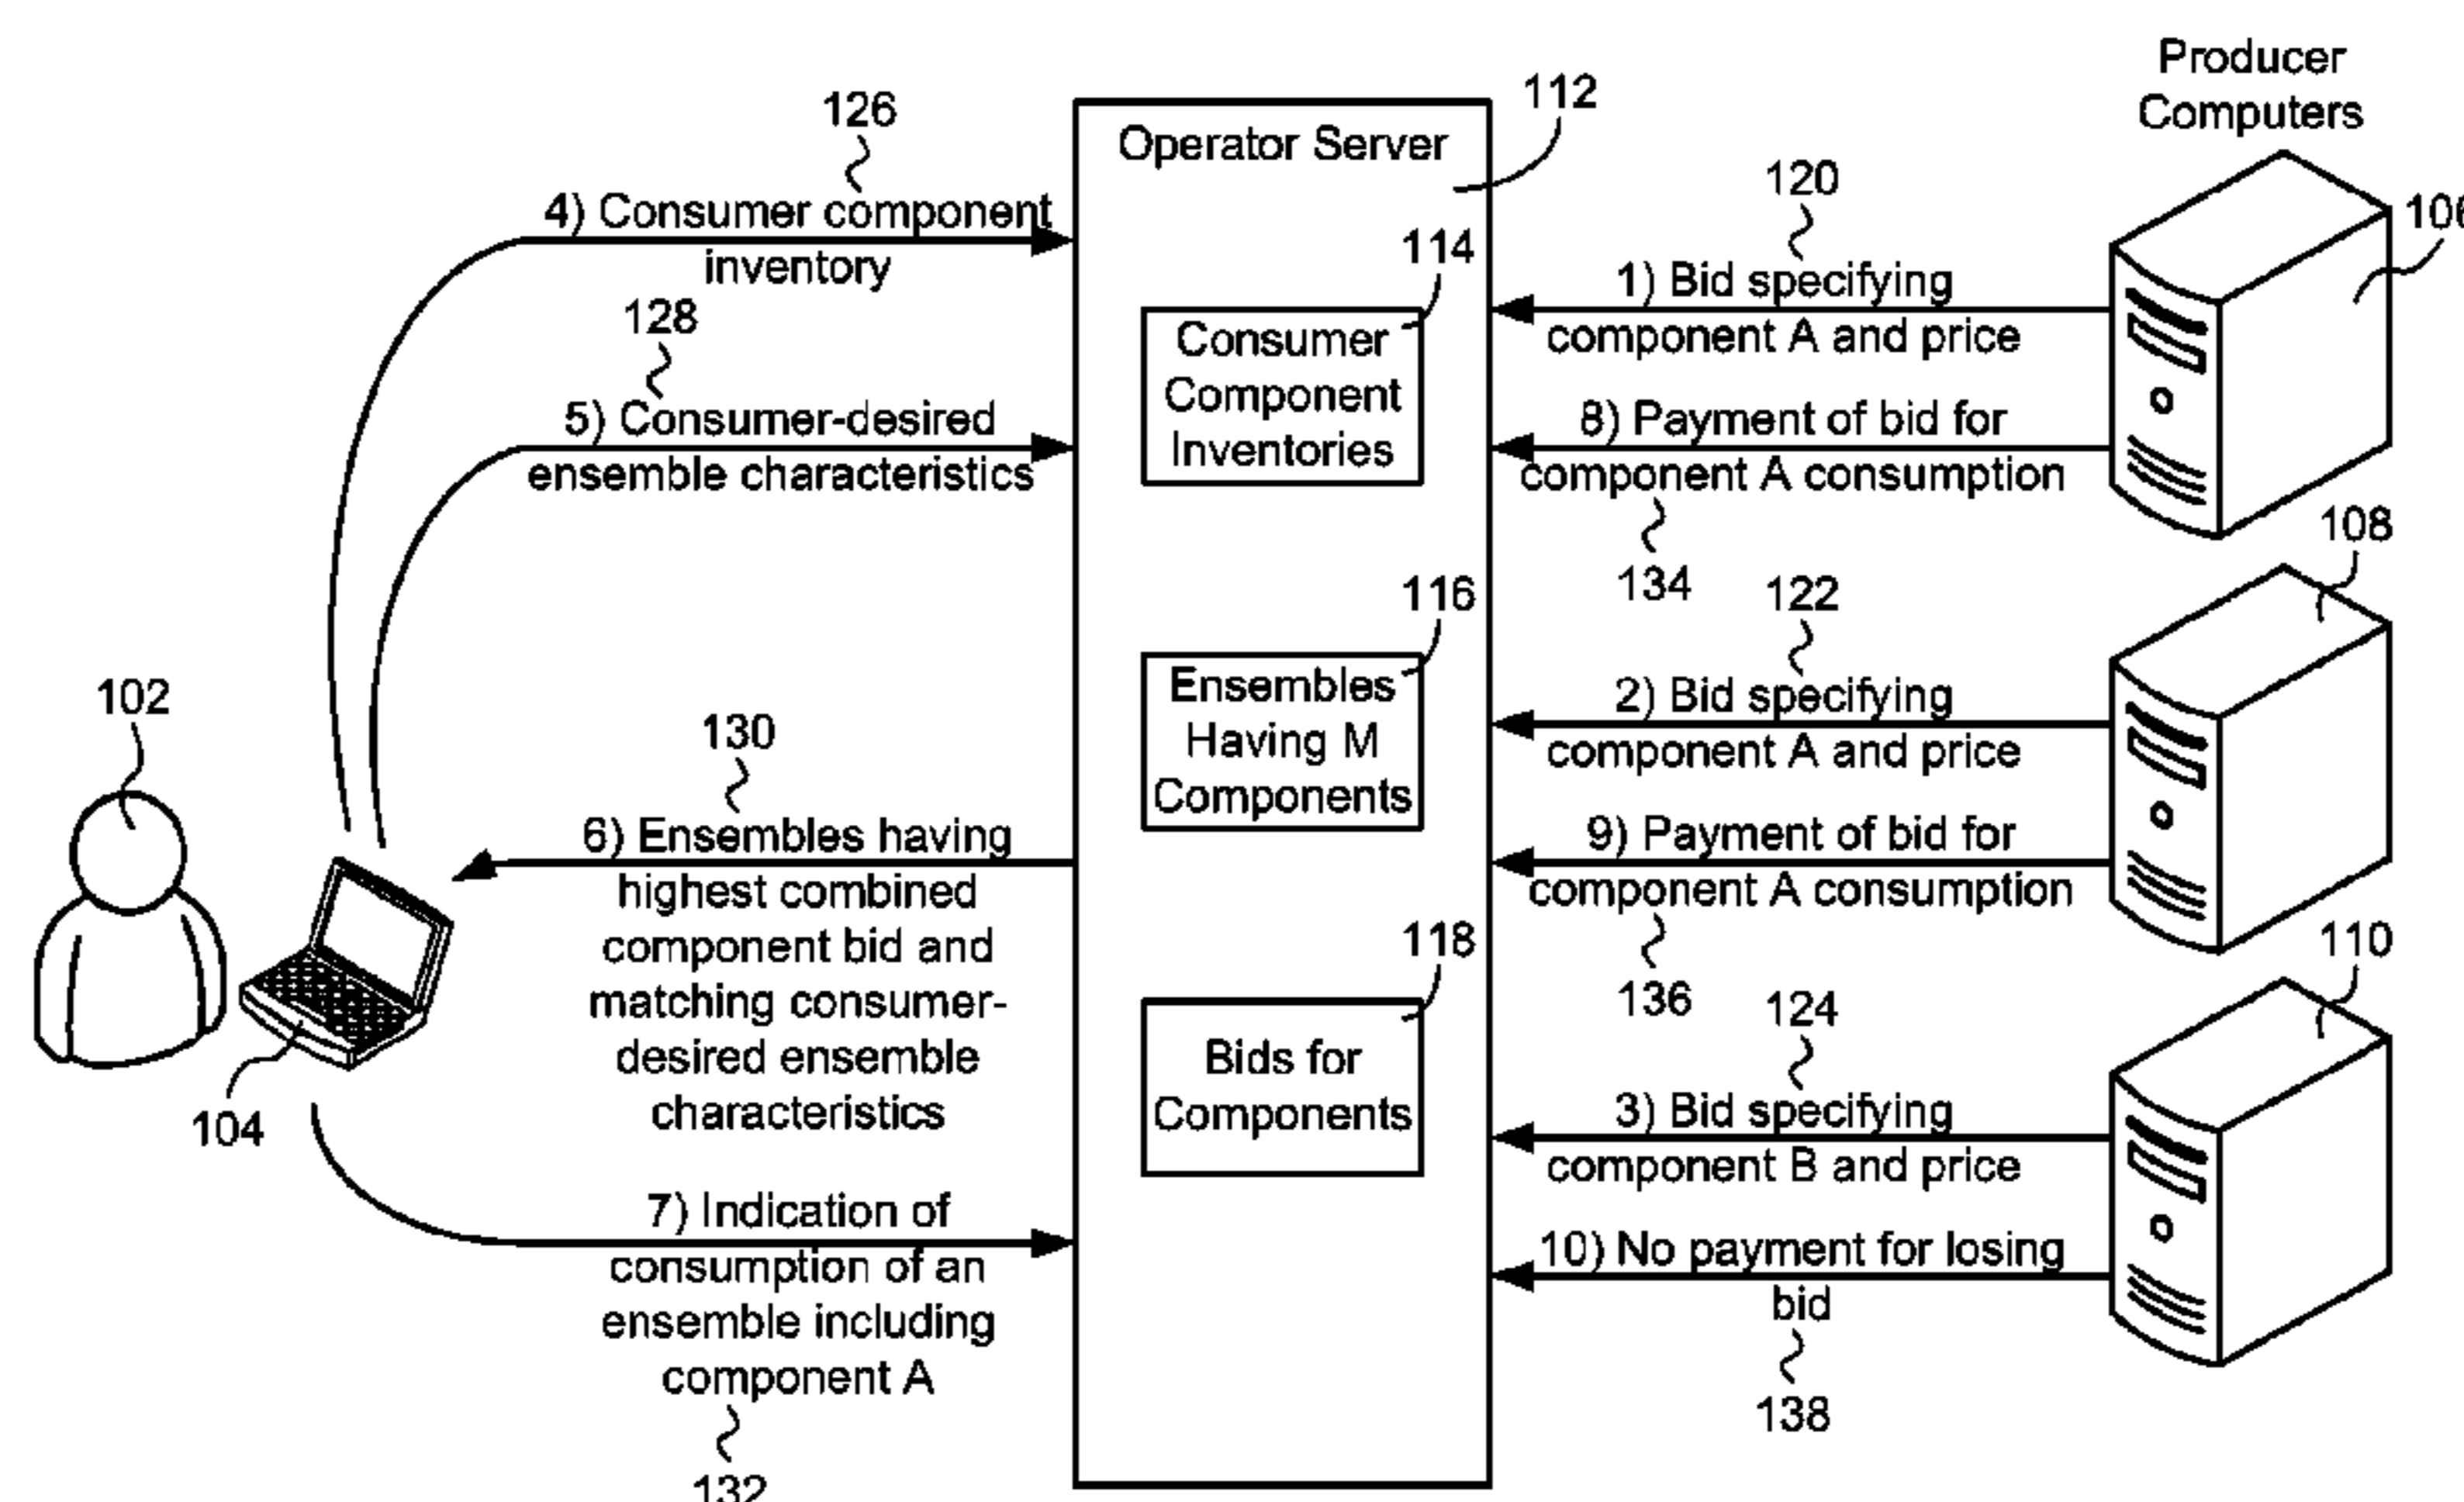 Producer
Computers
112
126
Operator Server
120
106
4) Consumer component
inventory
114
1) Bid specifying
component A and price
128
Consumer
Component
Inventories
5) Consumer-desired
ensemble characteristics
8) Payment of bid for
component A consumption
134
108
116
122
Ensembles
Having M
Components
2) Bid specifying
component A and price
102
130
6) Ensembles having
highest combined
component bid and
matching consumer-
desired ensemble
characteristics
9) Payment of bid for
component A consumption
136
110
118
124
Bids for
Components
3) Bid specifying
component B and price
104
7) Indication of
consumption of an
ensemble including
component A
132
10) No payment for losing
bid
138